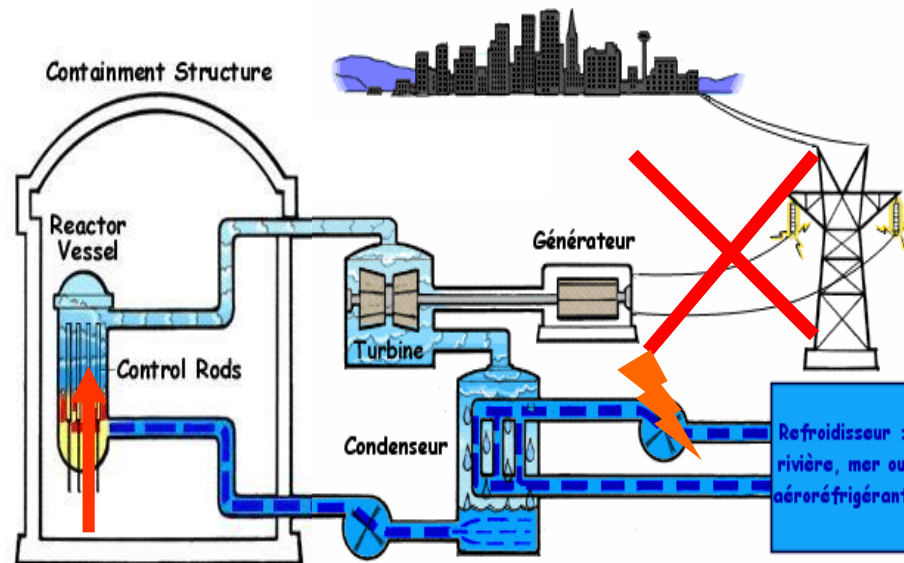 Containment Structure
Reactor
Vessel
Générateur
Turbine
Control Rods
Condenseur
Refroidisseur :
rivière, mer ou
aéroréfrigérant